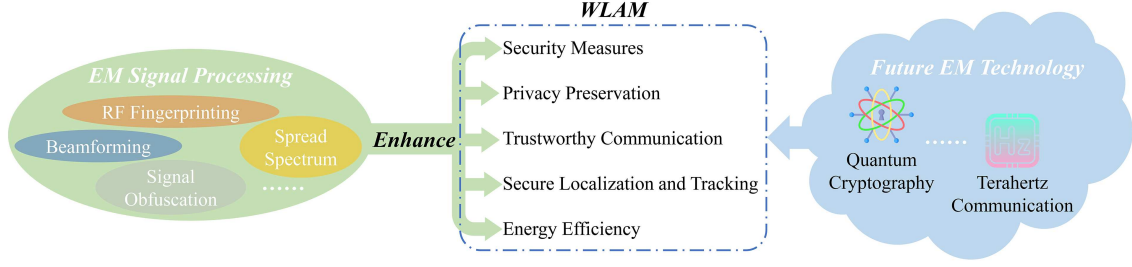 EM Signal Processing
RF Fingerprinting
Beamforming
Spread
Spectrum
Signal
Obfuscation
......
Enhance
WLAM
Security Measures
Privacy Preservation
Trustworthy Communication
Secure Localization and Tracking
Energy Efficiency
Future EM Technology
Quantum
Cryptography
......
Hz
Terahertz
Communication